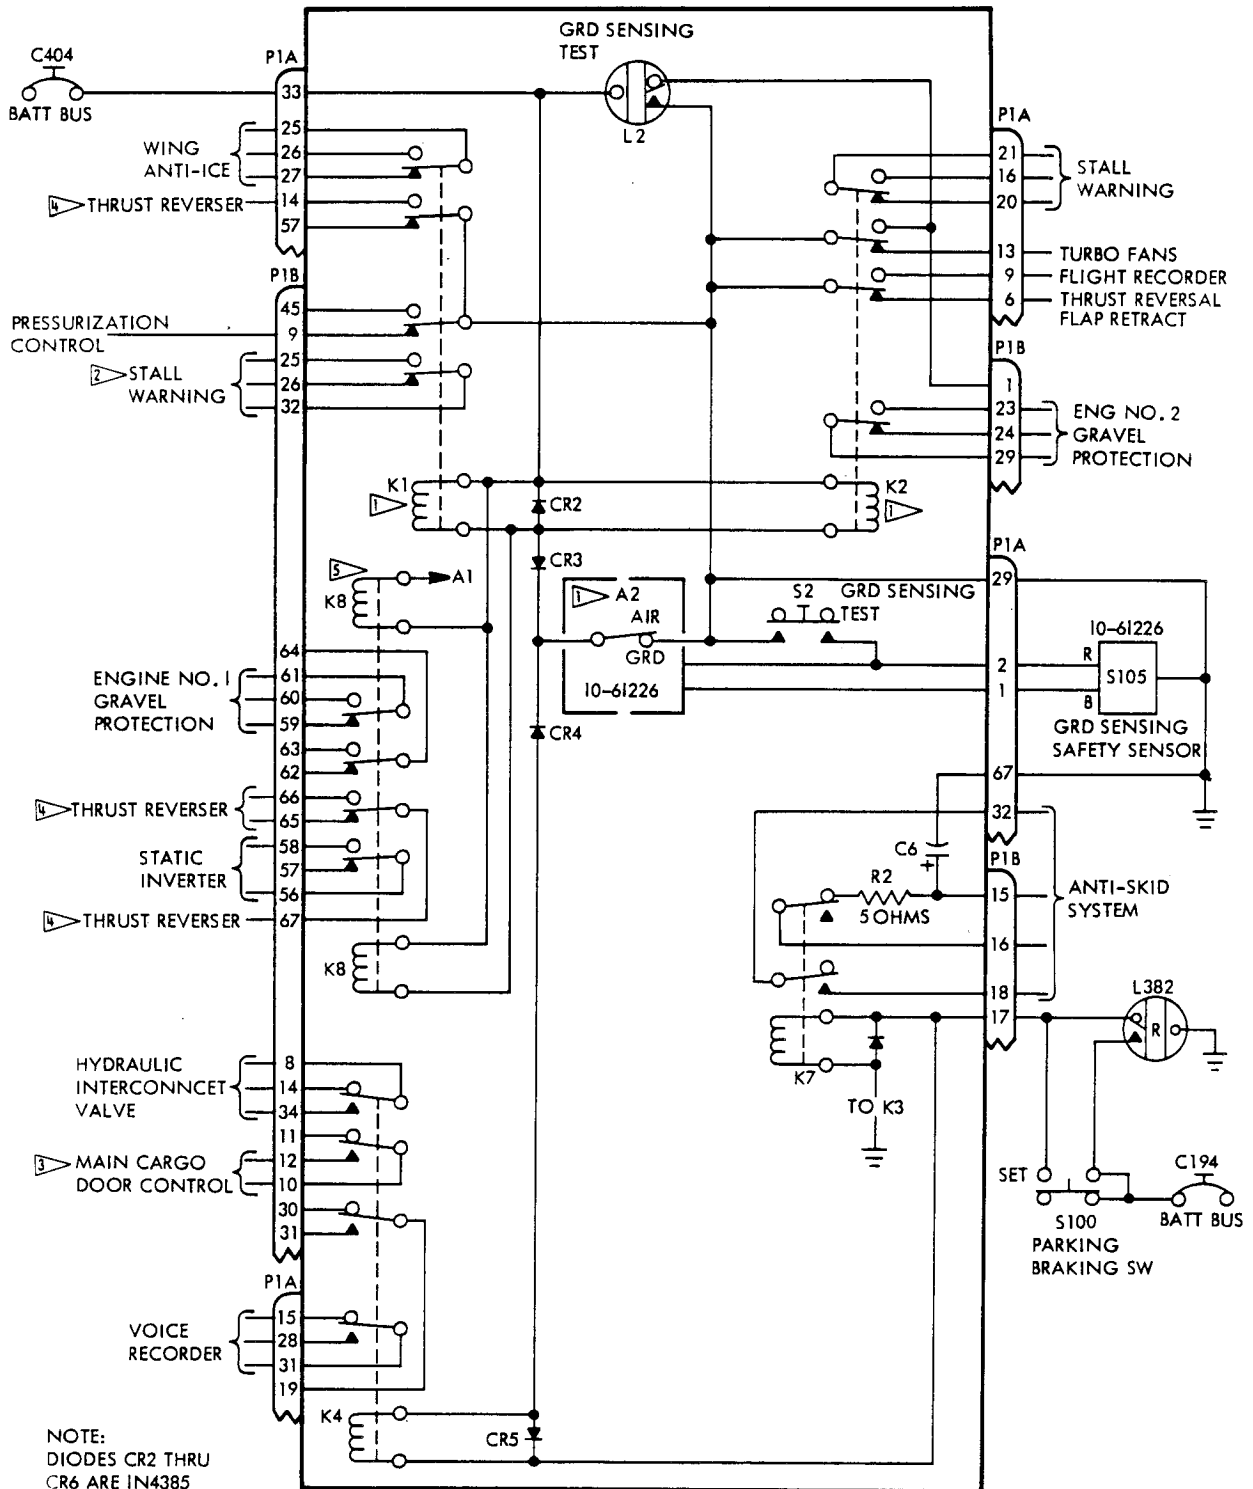 GRD SENSING
TEST
L2
C404
BATT BUS
P1A
33
25
26
27
WING
ANTI-ICE
14
4 THRUST REVERSER
57
P1B
45
9
PRESSURIZATION
CONTROL
25
26
32
2 STALL
WARNING
K1
1
CR2
K2
1
CR3
5
A1
K8
64
61
60
59
ENGINE NO. 1
GRAVEL
PROTECTION
63
62
66
65
4 THRUST REVERSER
58
57
56
STATIC
INVERTER
4 THRUST REVERSER
67
K8
8
14
34
HYDRAULIC
INTERCONNCET
VALVE
11
12
10
3 MAIN CARGO
DOOR CONTROL
30
31
P1A
15
28
31
VOICE
RECORDER
19
K4
CR5
CR4
NOTE:
DIODES CR2 THRU
CR6 ARE IN4385
P1A
21
16
20
STALL
WARNING
13
TURBO FANS
9
FLIGHT RECORDER
6
THRUST REVERSAL
FLAP RETRACT
P1B
1
23
24
29
ENG NO. 2
GRAVEL
PROTECTION
P1A
29
1 A2
AIR
GRD
10-61226
S2
GRD SENSING
TEST
2
1
10-61226
R
S105
B
GRD SENSING
SAFETY SENSOR
67
32
C6
+
P1B
R2
5 OHMS
15
16
18
17
ANTI-SKID
SYSTEM
K7
TO K3
L382
R
SET
S100
PARKING
BRAKING SW
C194
BATT BUS